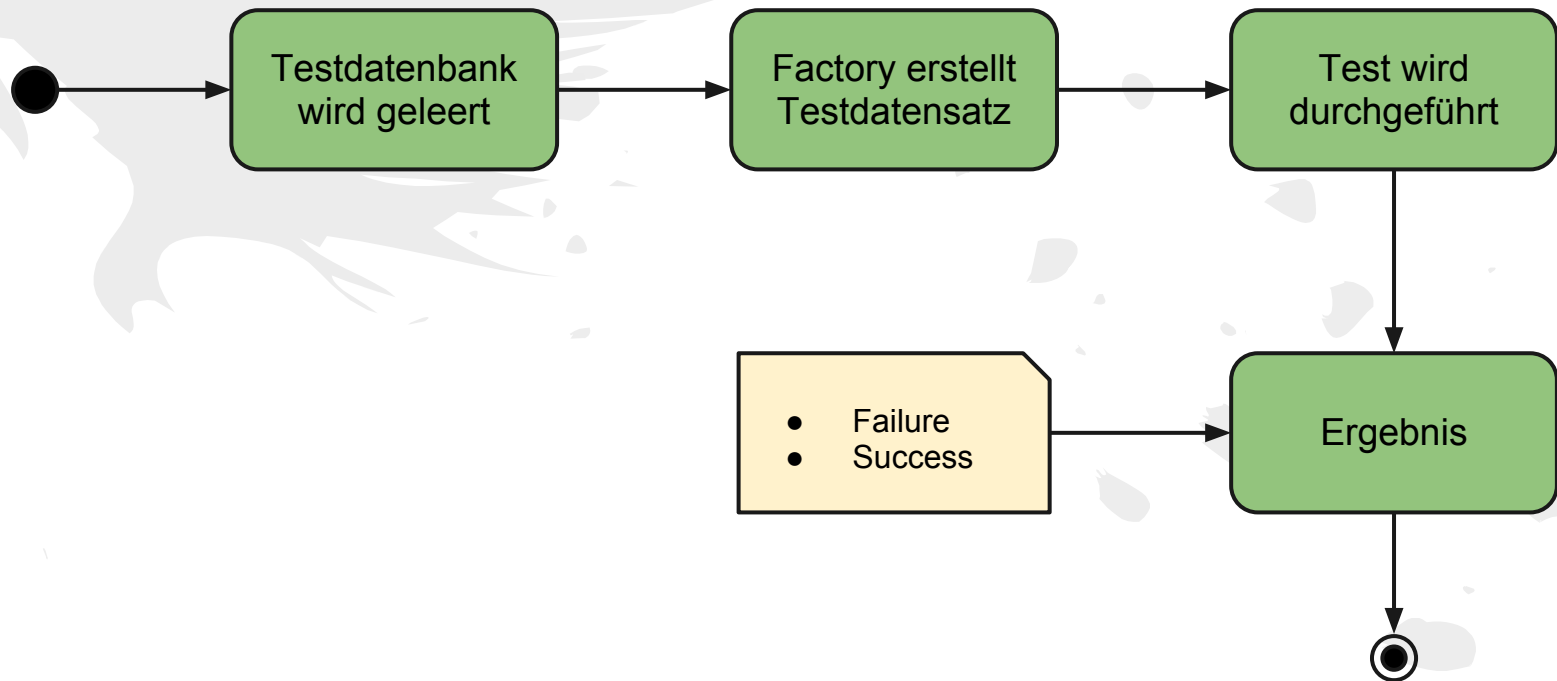 Testdatenbank
wird geleert
Factory erstellt
Testdatensatz
Test wird
durchgeführt
● Failure
● Success
Ergebnis